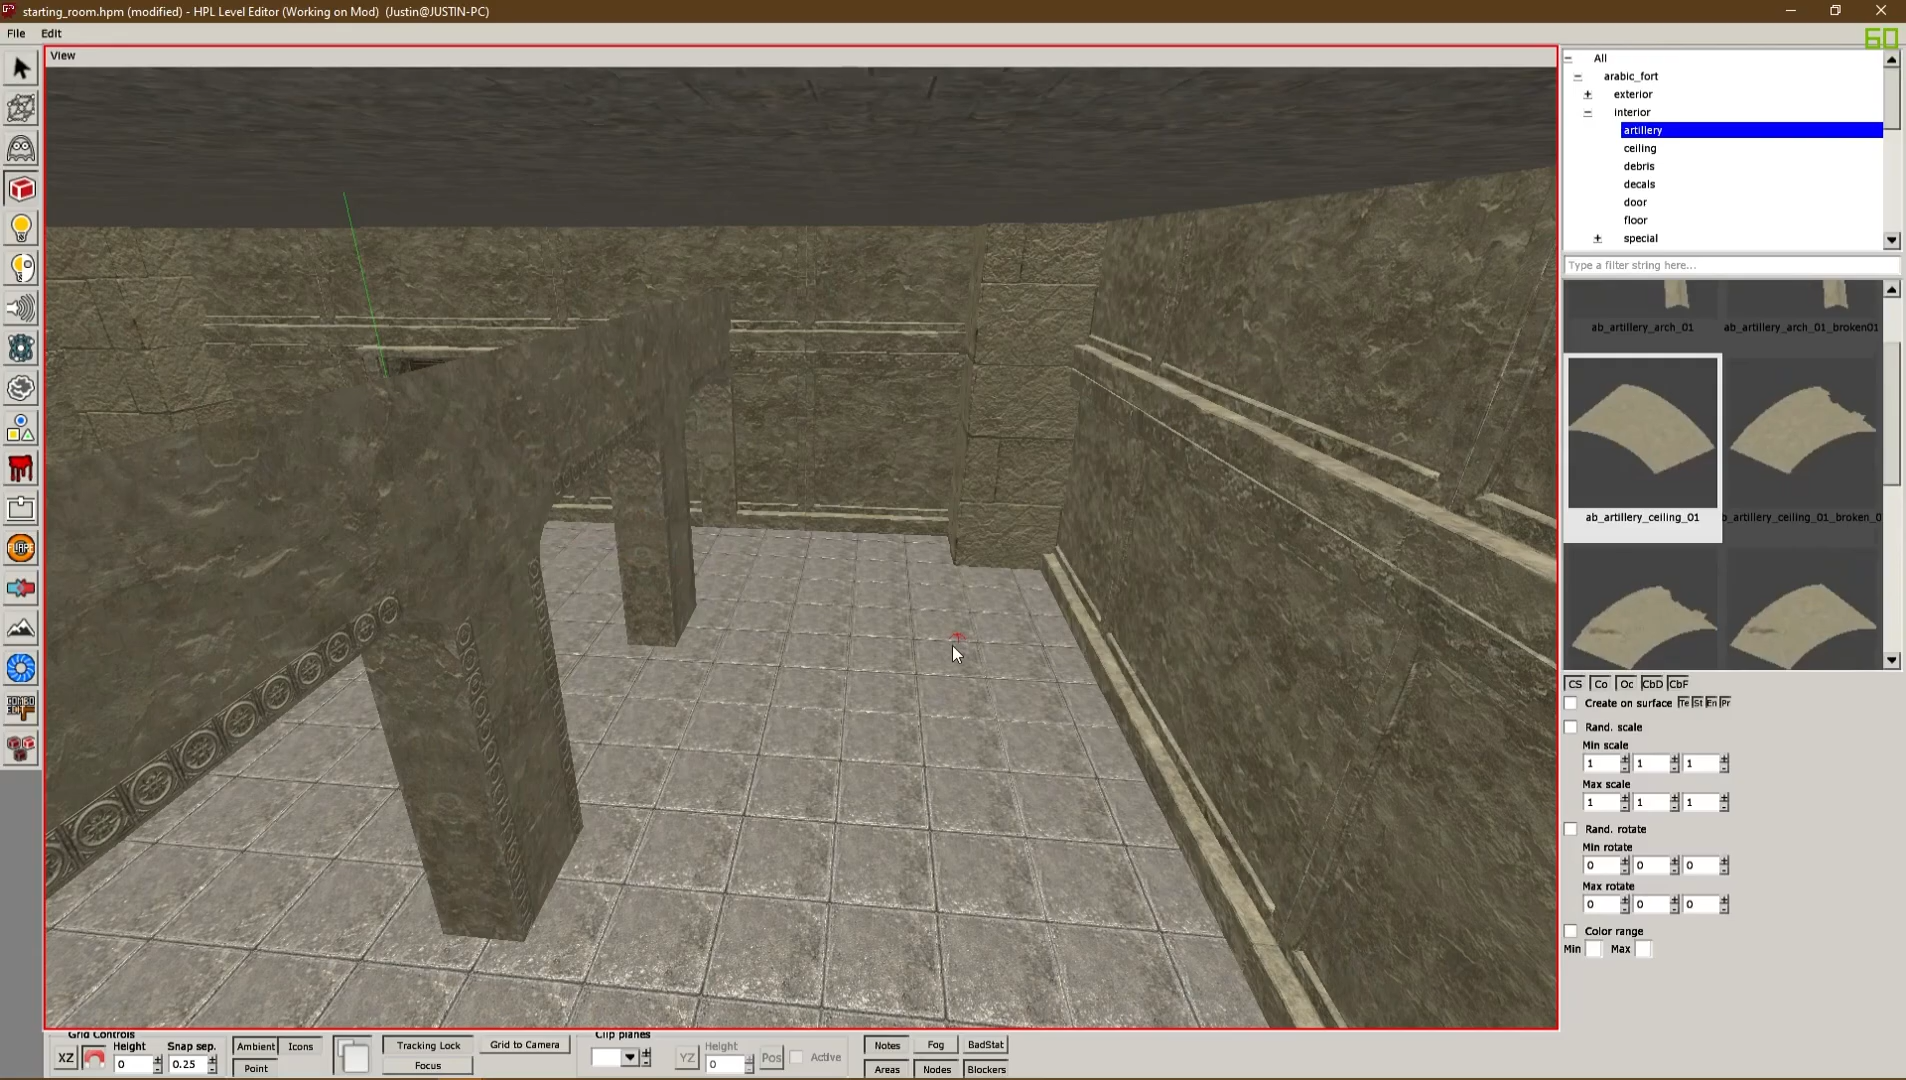 starting_room.hpm (modified) - HPL Level Editor (Working on Mod) (Justin@JUSTIN-PC)
File Edit
60
View
All
arabic_fort
exterior
interior
artillery
ceiling
debris
decals
door
floor
special
Type a filter string here...
ab_artillery_arch_01 ab_artillery_arch_01_broken01
ab_artillery_ceiling_01
CS Co Oc CbD CbF
Create on surface Te St En Pr
Rand. scale
Min scale
1 1 1
Max scale
1 1 1
Rand. rotate
Min rotate
0 0 0
Max rotate
0 0 0
Color range
Min Max
Grid Controls
XZ Height 0 Snap sep. 0.25
Ambient Icons
Point
Tracking Lock Grid to Camera
Focus
Clip planes
YZ Height 0 Pos Active
Notes Fog BadStat
Areas Nodes Blockers